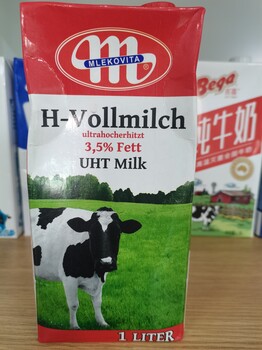 MLEKOVITA
H-Vollmilch
ultrahocherhitzt
3,5% Fett
UHT Milk
1 LITER
Bega
纯牛奶